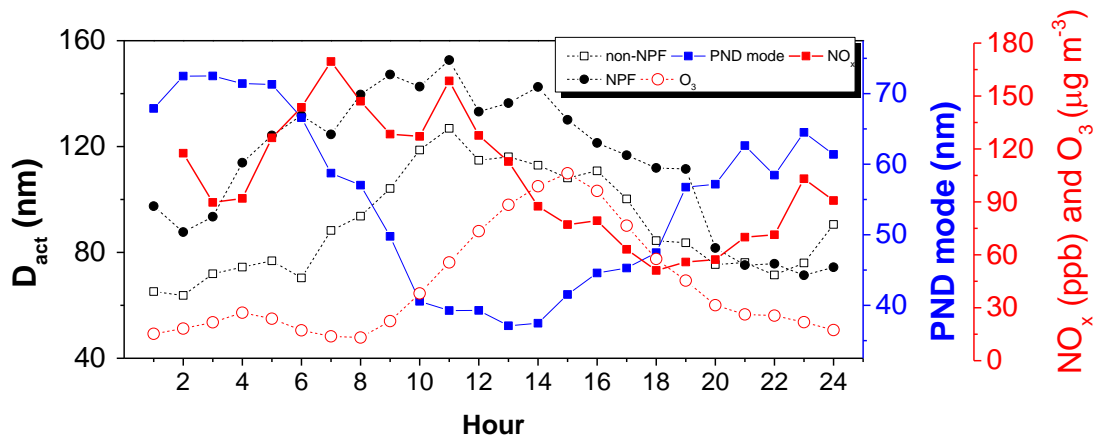 non-NPF PND mode NOₓ
NPF O₃
160
120
80
40
D_act (nm)
2 4 6 8 10 12 14 16 18 20 22 24
Hour
70
60
50
40
PND mode (nm)
180
150
120
90
60
30
0
NOₓ (ppb) and O₃ (μg m⁻³)